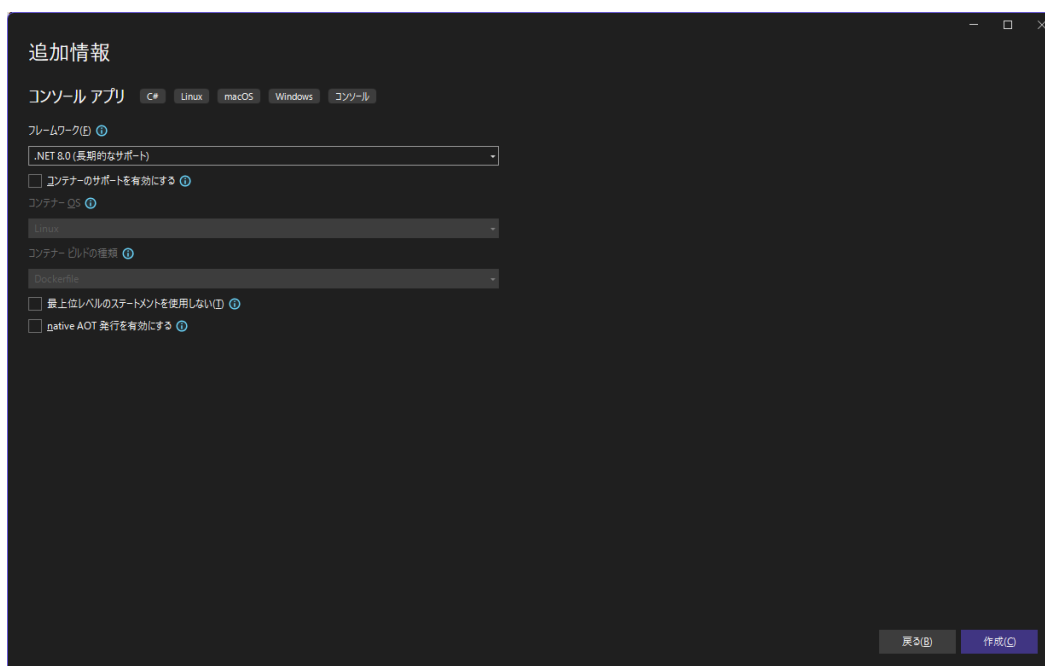 追加情報
コンソール アプリ C# Linux macOS Windows コンソール
フレームワーク(F)
.NET 8.0 (長期的なサポート)
コンテナーのサポートを有効にする
コンテナー OS
Linux
コンテナー ビルドの種類
Dockerfile
最上位レベルのステートメントを使用しない(T)
native AOT 発行を有効にする
戻る(B) 作成(C)